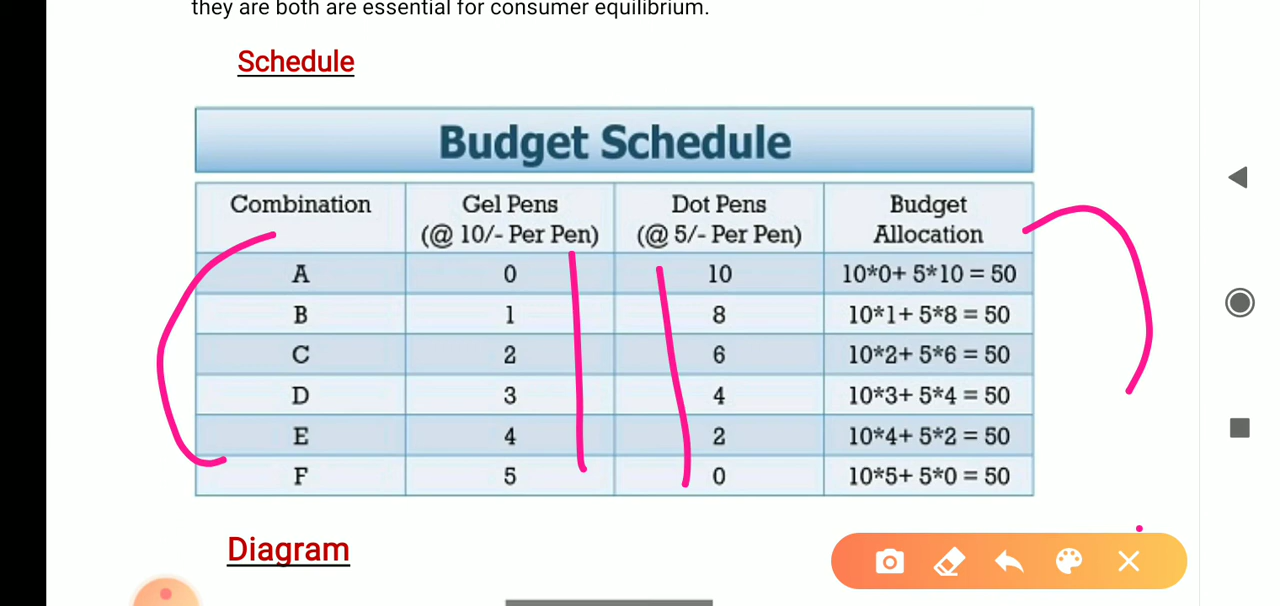 they are both are essential for consumer equilibrium.
Schedule
Budget Schedule
Combination Gel Pens (@ 10/- Per Pen) Dot Pens (@ 5/- Per Pen) Budget Allocation
A 0 10 10*0+ 5*10 = 50
B 1 8 10*1+ 5*8 = 50
C 2 6 10*2+ 5*6 = 50
D 3 4 10*3+ 5*4 = 50
E 4 2 10*4+ 5*2 = 50
F 5 0 10*5+ 5*0 = 50
Diagram